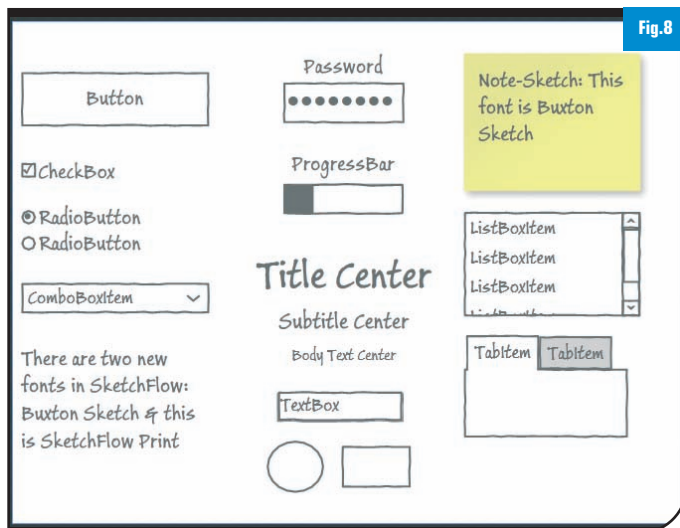 Fig.8
Button
CheckBox
RadioButton
RadioButton
ComboBoxItem
There are two new
fonts in SketchFlow:
Buxton Sketch & this
is SketchFlow Print
Password
ProgressBar
Title Center
Subtitle Center
Body Text Center
TextBox
Note-Sketch: This
font is Buxton
Sketch
ListBoxItem
ListBoxItem
ListBoxItem
TabItem TabItem